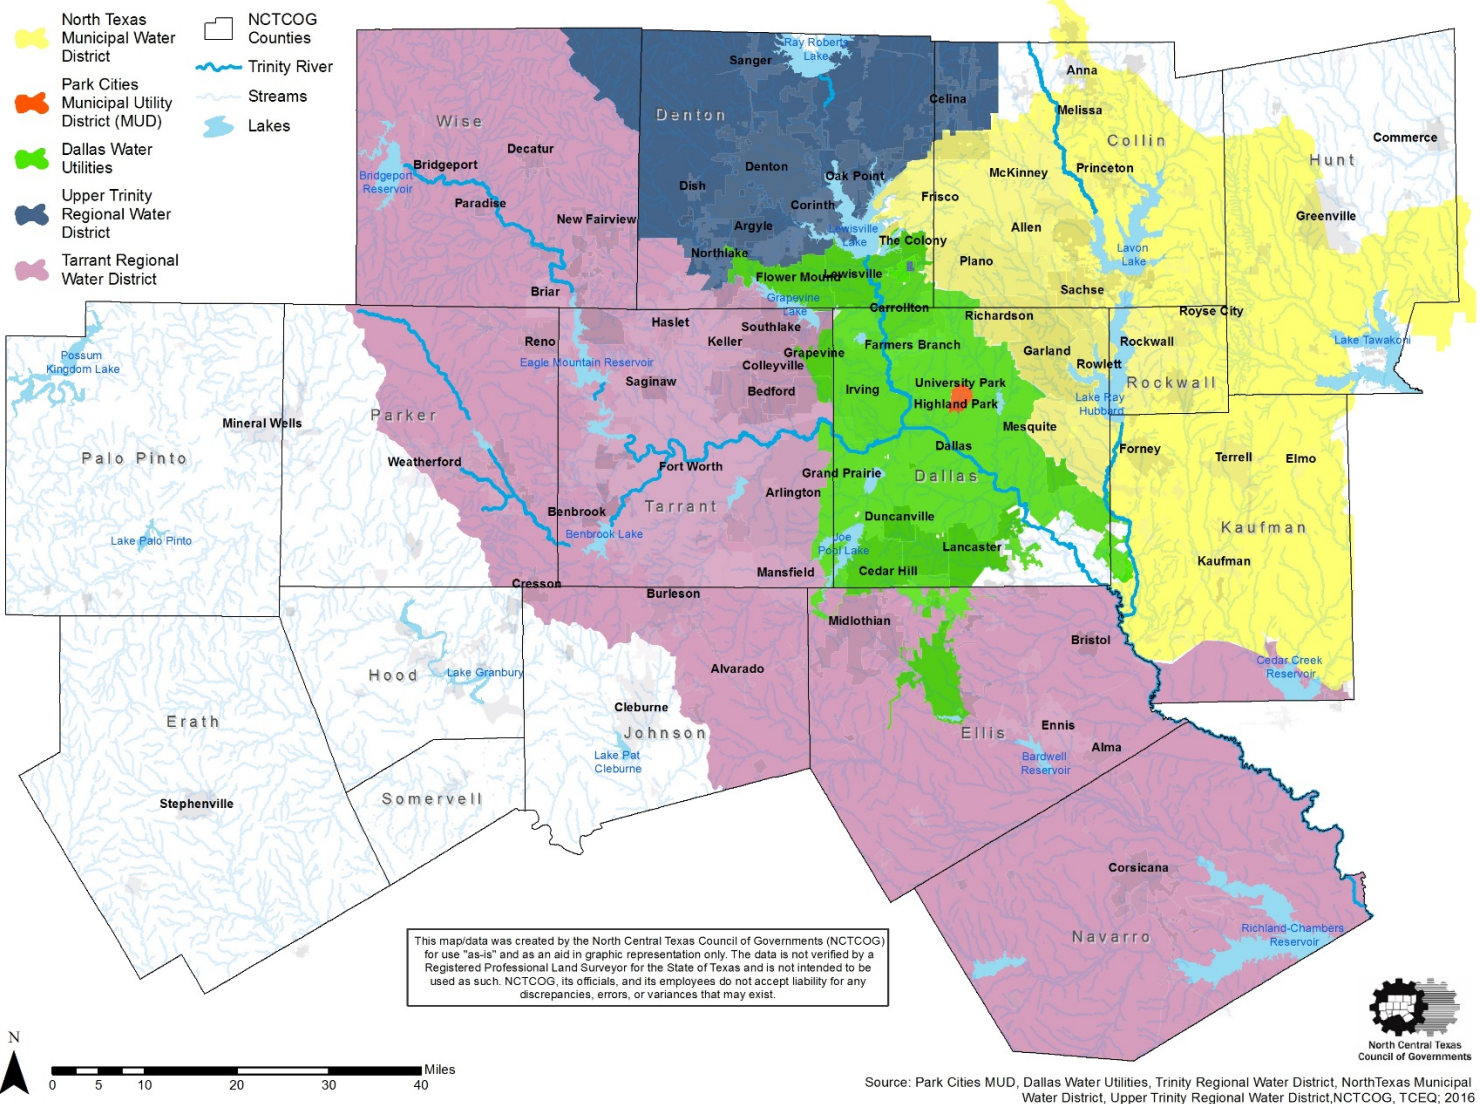 North Texas
Municipal Water
District
Park Cities
Municipal Utility
District (MUD)
Dallas Water
Utilities
Upper Trinity
Regional Water
District
Tarrant Regional
Water District
NCTCOG
Counties
Trinity River
Streams
Lakes
Ray Roberts
Lake
Sanger
Anna
Celina
Melissa
Denton
Wise
Collin
Commerce
Hunt
Decatur
Bridgeport
Bridgeport
Reservoir
Denton
Oak Point
McKinney
Princeton
Dish
Paradise
Corinth
Frisco
New Fairview
Greenville
Argyle
Lewisville
Lake
Allen
The Colony
Northlake
Lavon
Lake
Plano
Flower Mound
Lewisville
Briar
Sachse
Grapevine
Lake
Carrollton
Richardson
Royse City
Haslet
Southlake
Possum
Kingdom Lake
Reno
Keller
Farmers Branch
Rockwall
Lake Tawakoni
Eagle Mountain Reservoir
Grapevine
Garland
Colleyville
Rowlett
Saginaw
Bedford
Irving
University Park
Rockwall
Highland Park
Lake Ray
Hubbard
Parker
Mineral Wells
Mesquite
Palo Pinto
Weatherford
Dallas
Forney
Terrell
Elmo
Fort Worth
Grand Prairie
Dallas
Arlington
Tarrant
Benbrook
Duncanville
Kaufman
Lake Palo Pinto
Benbrook Lake
Joe
Pool Lake
Lancaster
Kaufman
Mansfield
Cedar Hill
Cresson
Burleson
Midlothian
Bristol
Hood
Lake Granbury
Alvarado
Cedar Creek
Reservoir
Erath
Cleburne
Johnson
Ellis
Ennis
Alma
Lake Pat
Cleburne
Bardwell
Reservoir
Stephenville
Somervell
Corsicana
Navarro
Richland-Chambers
Reservoir
This map/data was created by the North Central Texas Council of Governments (NCTCOG)
for use "as-is" and as an aid in graphic representation only. The data is not verified by a
Registered Professional Land Surveyor for the State of Texas and is not intended to be
used as such. NCTCOG, its officials, and its employees do not accept liability for any
discrepancies, errors, or variances that may exist.
N
Miles
0 5 10 20 30 40
North Central Texas
Council of Governments
Source: Park Cities MUD, Dallas Water Utilities, Trinity Regional Water District, NorthTexas Municipal
Water District, Upper Trinity Regional Water District,NCTCOG, TCEQ; 2016